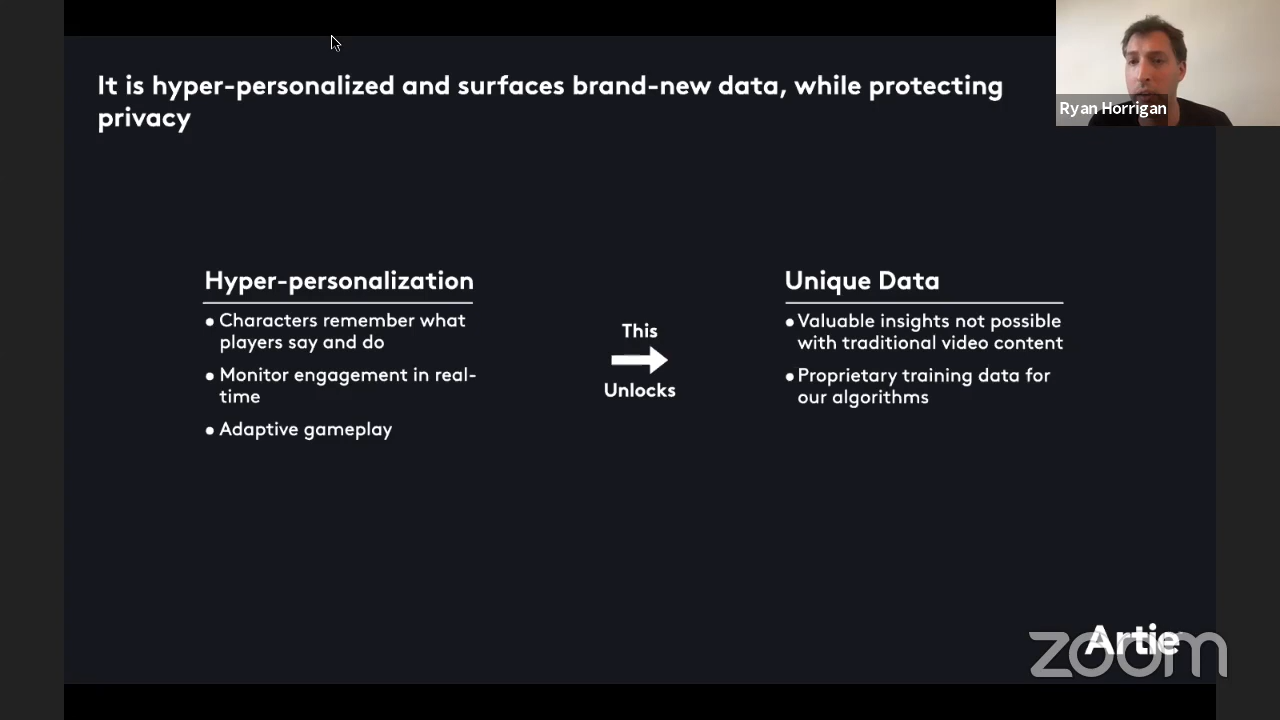 It is hyper-personalized and surfaces brand-new data, while protecting
privacy
Ryan Horrigan
Hyper-personalization
● Characters remember what
players say and do
● Monitor engagement in real-
time
● Adaptive gameplay
This
Unlocks
Unique Data
● Valuable insights not possible
with traditional video content
● Proprietary training data for
our algorithms
Artie
zoom